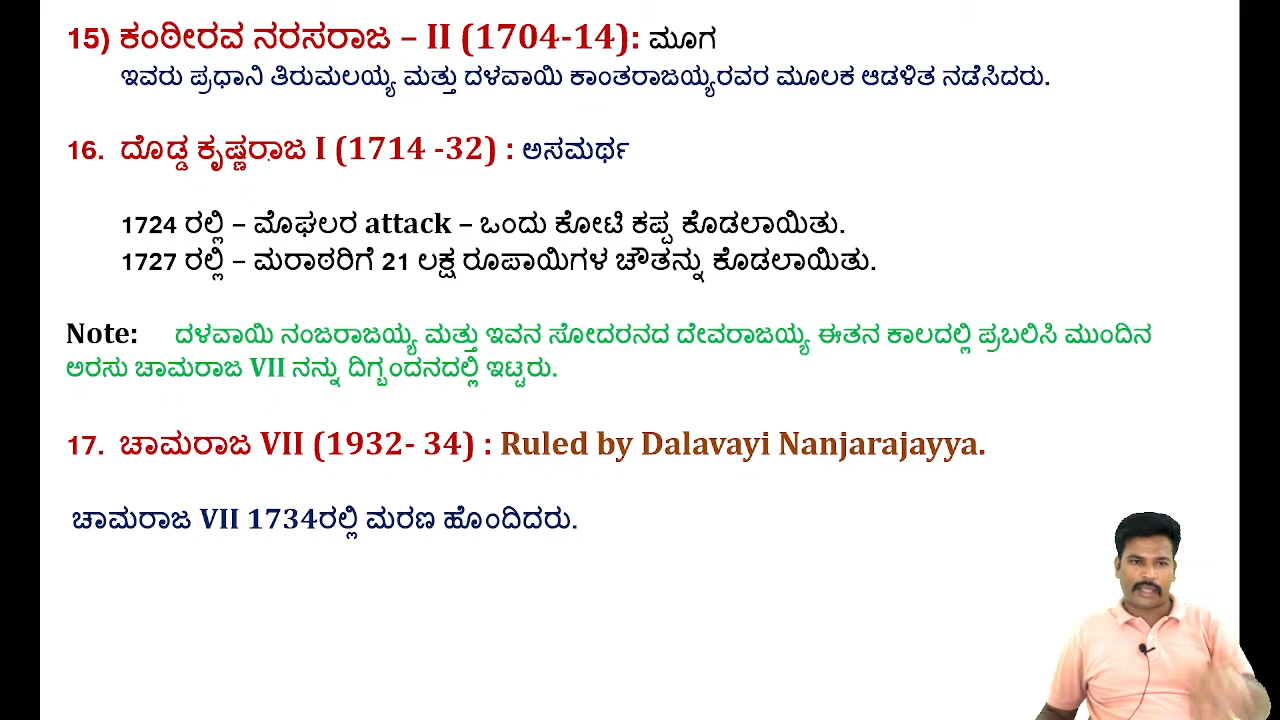 15) ಕಂಠೀರವ ನರಸರಾಜ – II (1704-14): ಮೂಗ
ಇವರು ಪ್ರಧಾನಿ ತಿರುಮಲಯ್ಯ ಮತ್ತು ದಳವಾಯಿ ಕಾಂತರಾಜಯ್ಯರವರ ಮೂಲಕ ಆಡಳಿತ ನಡೆಸಿದರು.
16. ದೊಡ್ಡ ಕೃಷ್ಣರಾಜ I (1714 -32) : ಅಸಮರ್ಥ
1724 ರಲ್ಲಿ – ಮೊಘಲರ attack – ಒಂದು ಕೋಟಿ ಕಪ್ಪ ಕೊಡಲಾಯಿತು.
1727 ರಲ್ಲಿ – ಮರಾಠರಿಗೆ 21 ಲಕ್ಷ ರೂಪಾಯಿಗಳ ಚೌತನ್ನು ಕೊಡಲಾಯಿತು.
Note: ದಳವಾಯಿ ನಂಜರಾಜಯ್ಯ ಮತ್ತು ಇವನ ಸೋದರನದ ದೇವರಾಜಯ್ಯ ಈತನ ಕಾಲದಲ್ಲಿ ಪ್ರಬಲಿಸಿ ಮುಂದಿನ
ಅರಸು ಚಾಮರಾಜ VII ನನ್ನು ದಿಗ್ಬಂದನದಲ್ಲಿ ಇಟ್ಟರು.
17. ಚಾಮರಾಜ VII (1932- 34) : Ruled by Dalavayi Nanjarajayya.
ಚಾಮರಾಜ VII 1734ರಲ್ಲಿ ಮರಣ ಹೊಂದಿದರು.